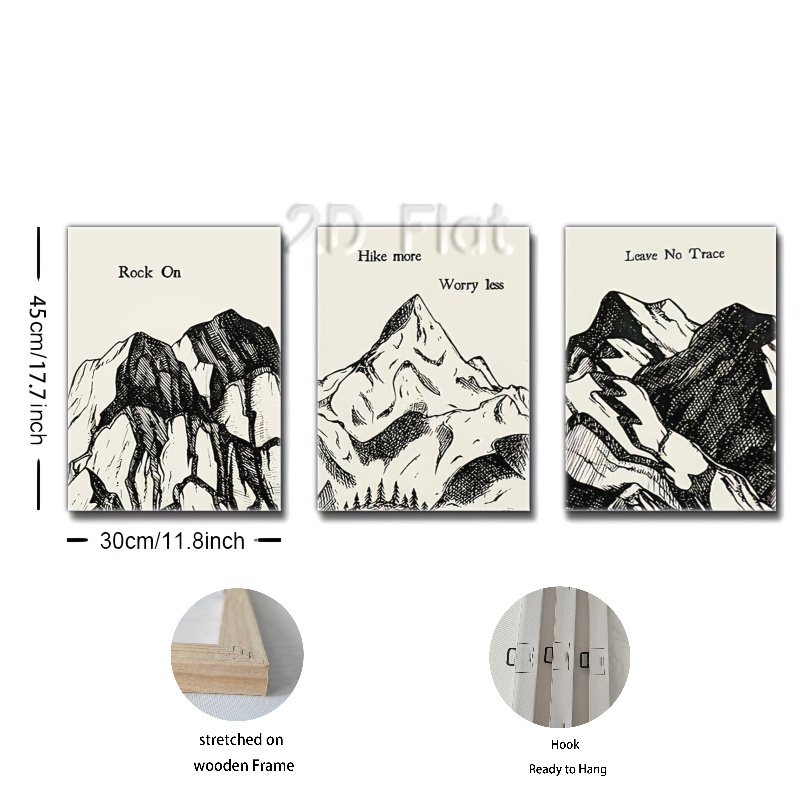 2D Flat
Rock On
Hike more
Worry less
Leave No Trace
45cm/17.7inch
30cm/11.8inch
stretched on
wooden Frame
Hook
Ready to Hang